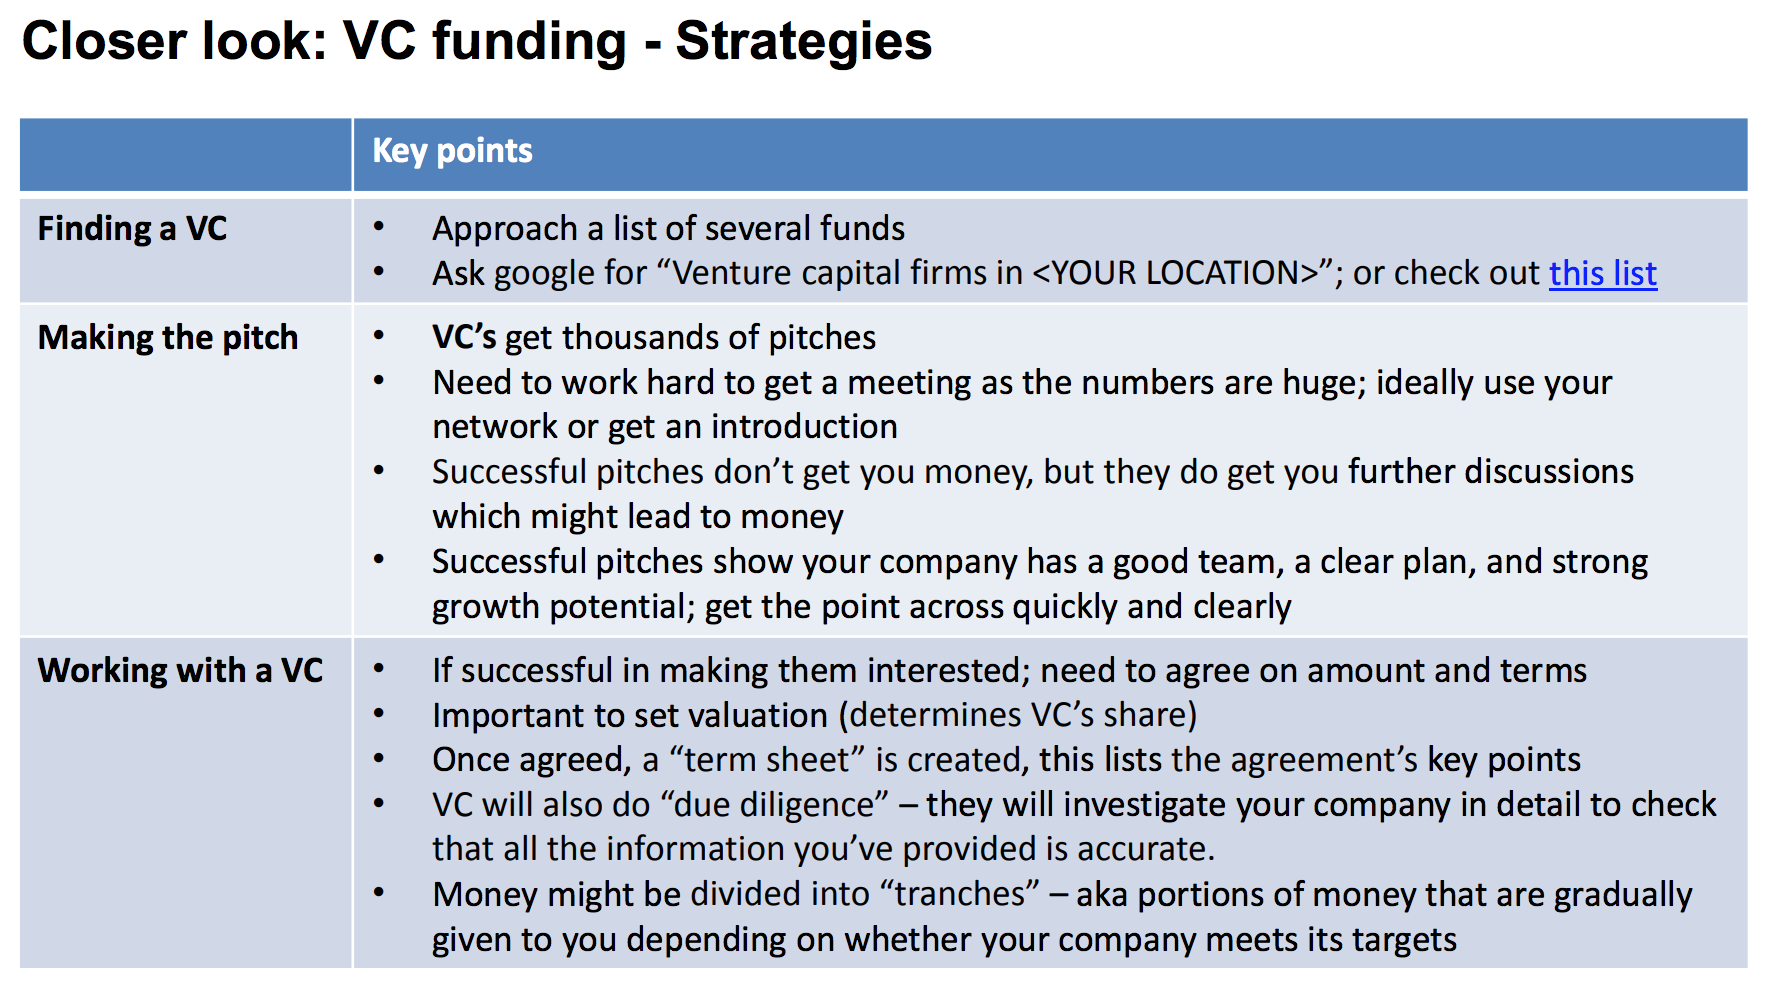 Closer look: VC funding - Strategies
Key points
Finding a VC
• Approach a list of several funds
• Ask google for “Venture capital firms in <YOUR LOCATION>”; or check out this list
Making the pitch
• VC’s get thousands of pitches
• Need to work hard to get a meeting as the numbers are huge; ideally use your
network or get an introduction
• Successful pitches don’t get you money, but they do get you further discussions
which might lead to money
• Successful pitches show your company has a good team, a clear plan, and strong
growth potential; get the point across quickly and clearly
Working with a VC
• If successful in making them interested; need to agree on amount and terms
• Important to set valuation (determines VC’s share)
• Once agreed, a “term sheet” is created, this lists the agreement’s key points
• VC will also do “due diligence” – they will investigate your company in detail to check
that all the information you’ve provided is accurate.
• Money might be divided into “tranches” – aka portions of money that are gradually
given to you depending on whether your company meets its targets